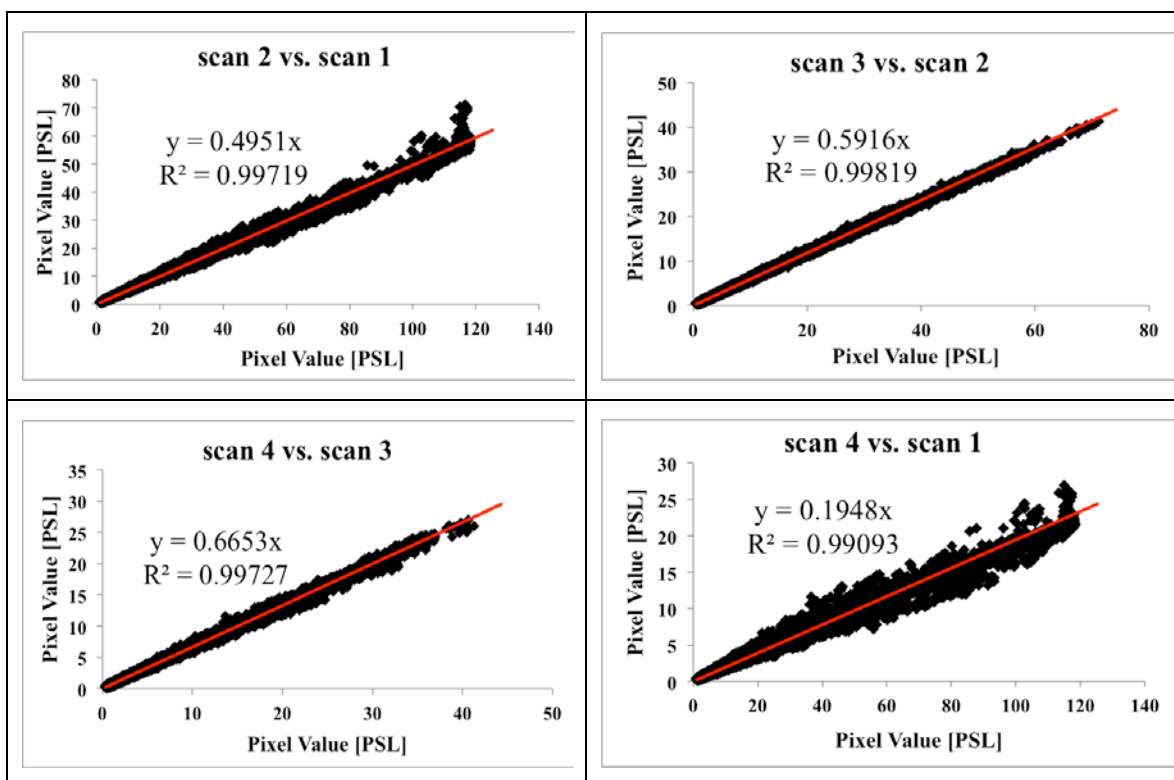 scan 2 vs. scan 1
Pixel Value [PSL]
80
70
60
50
40
30
20
10
0
y = 0.4951x
R² = 0.99719
0 20 40 60 80 100 120 140
Pixel Value [PSL]
scan 3 vs. scan 2
Pixel Value [PSL]
50
40
30
20
10
0
y = 0.5916x
R² = 0.99819
0 20 40 60 80
Pixel Value [PSL]
scan 4 vs. scan 3
Pixel Value [PSL]
35
30
25
20
15
10
5
0
y = 0.6653x
R² = 0.99727
0 10 20 30 40 50
Pixel Value [PSL]
scan 4 vs. scan 1
Pixel Value [PSL]
30
25
20
15
10
5
0
y = 0.1948x
R² = 0.99093
0 20 40 60 80 100 120 140
Pixel Value [PSL]